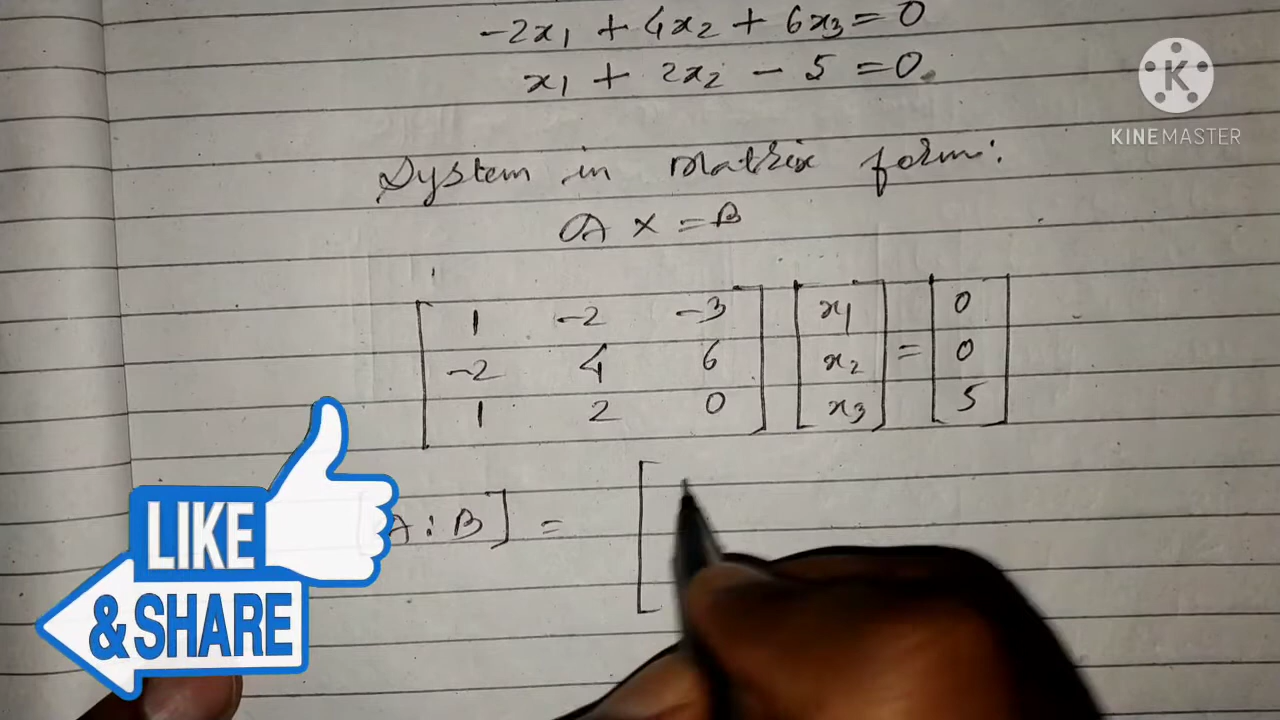 -2x₁ + 4x₂ + 6x₃ = 0
x₁ + 2x₂ - 5 = 0.
KINEMASTER
System in matrix form:
A X = B
1 -2 -3 x₁ 0
-2 4 6 x₂ = 0
1 2 0 x₃ 5
LIKE
&SHARE
A : B] = [